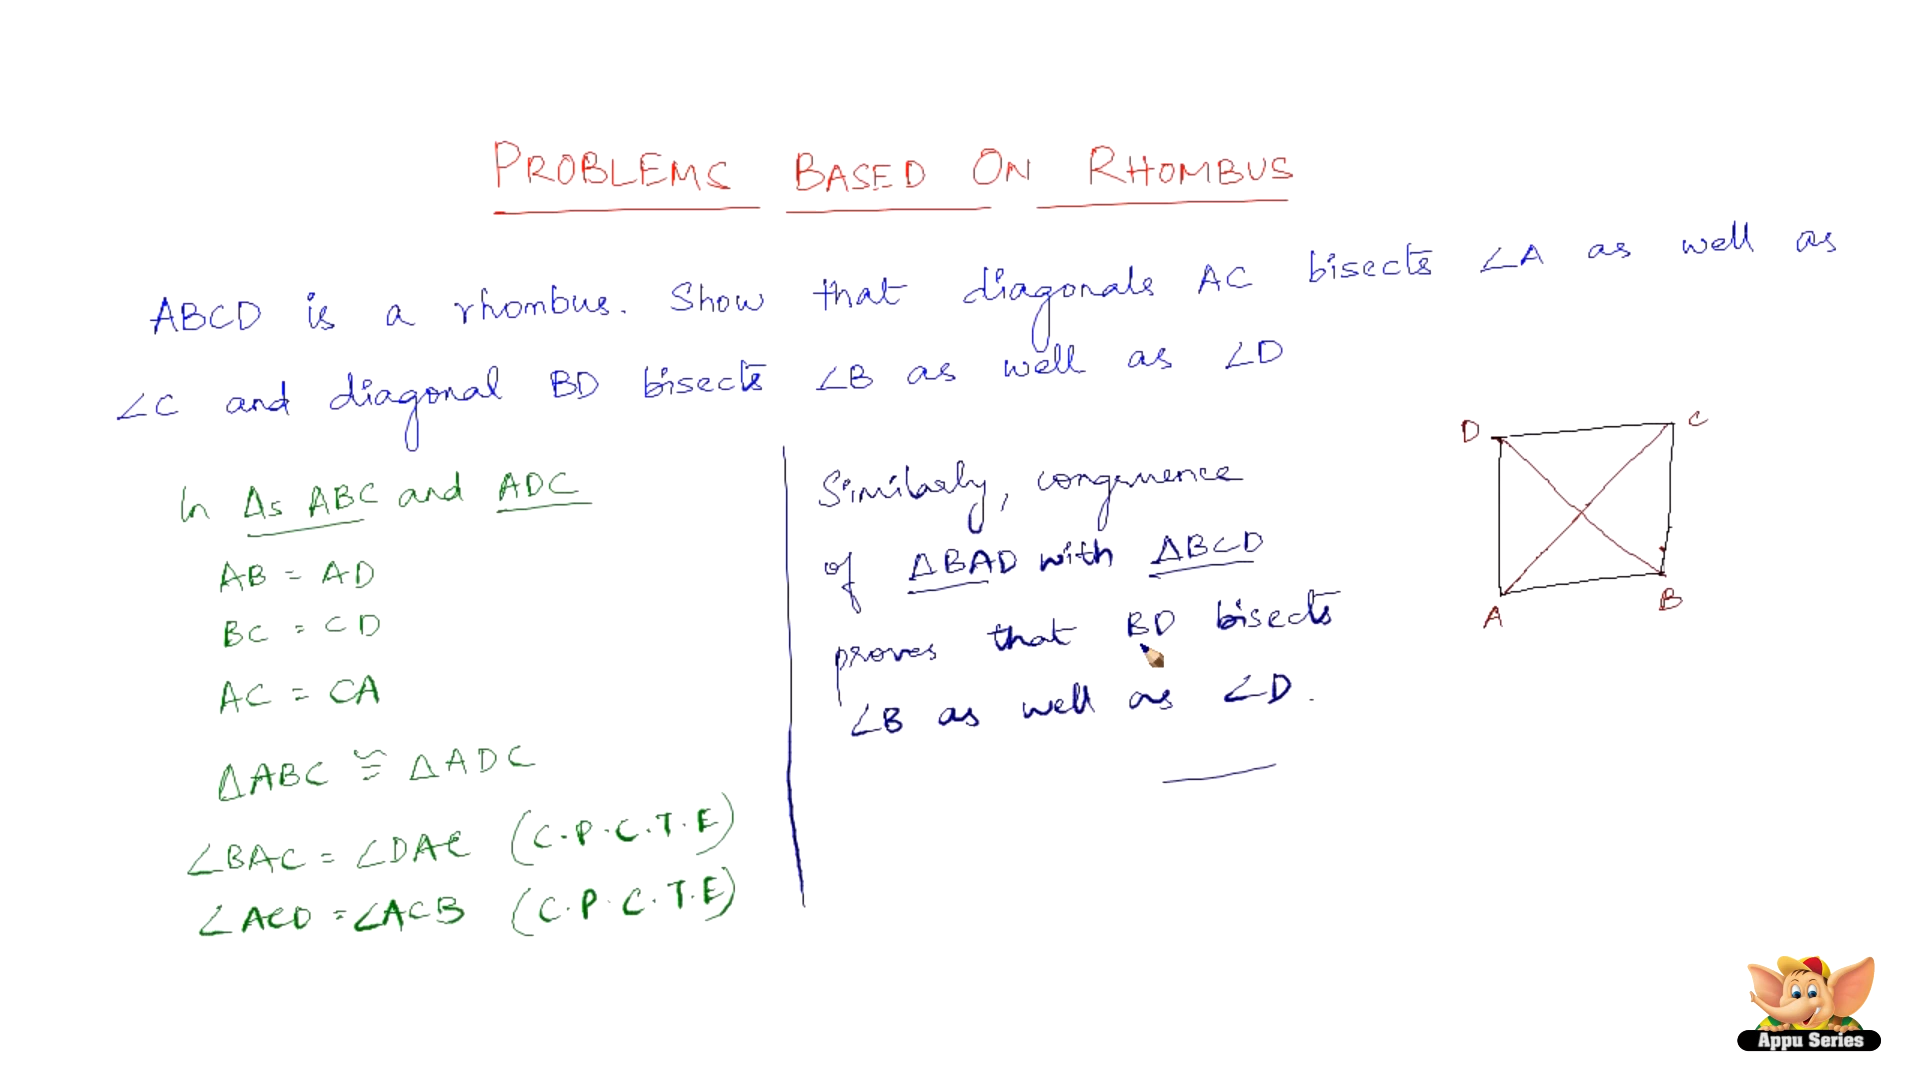 PROBLEMS BASED ON RHOMBUS
ABCD is a rhombus. Show that diagonals AC bisects ∠A as well as
∠C and diagonal BD bisects ∠B as well as ∠D
In Δs ABC and ADC
AB = AD
BC = CD
AC = CA
ΔABC ≅ ΔADC
∠BAC = ∠DAC (C.P.C.T.E)
∠ACD = ∠ACB (C.P.C.T.E)
Similarly, congruence
of ΔBAD with ΔBCD
proves that BD bisects
∠B as well as ∠D.
D C
A B
Appu Series